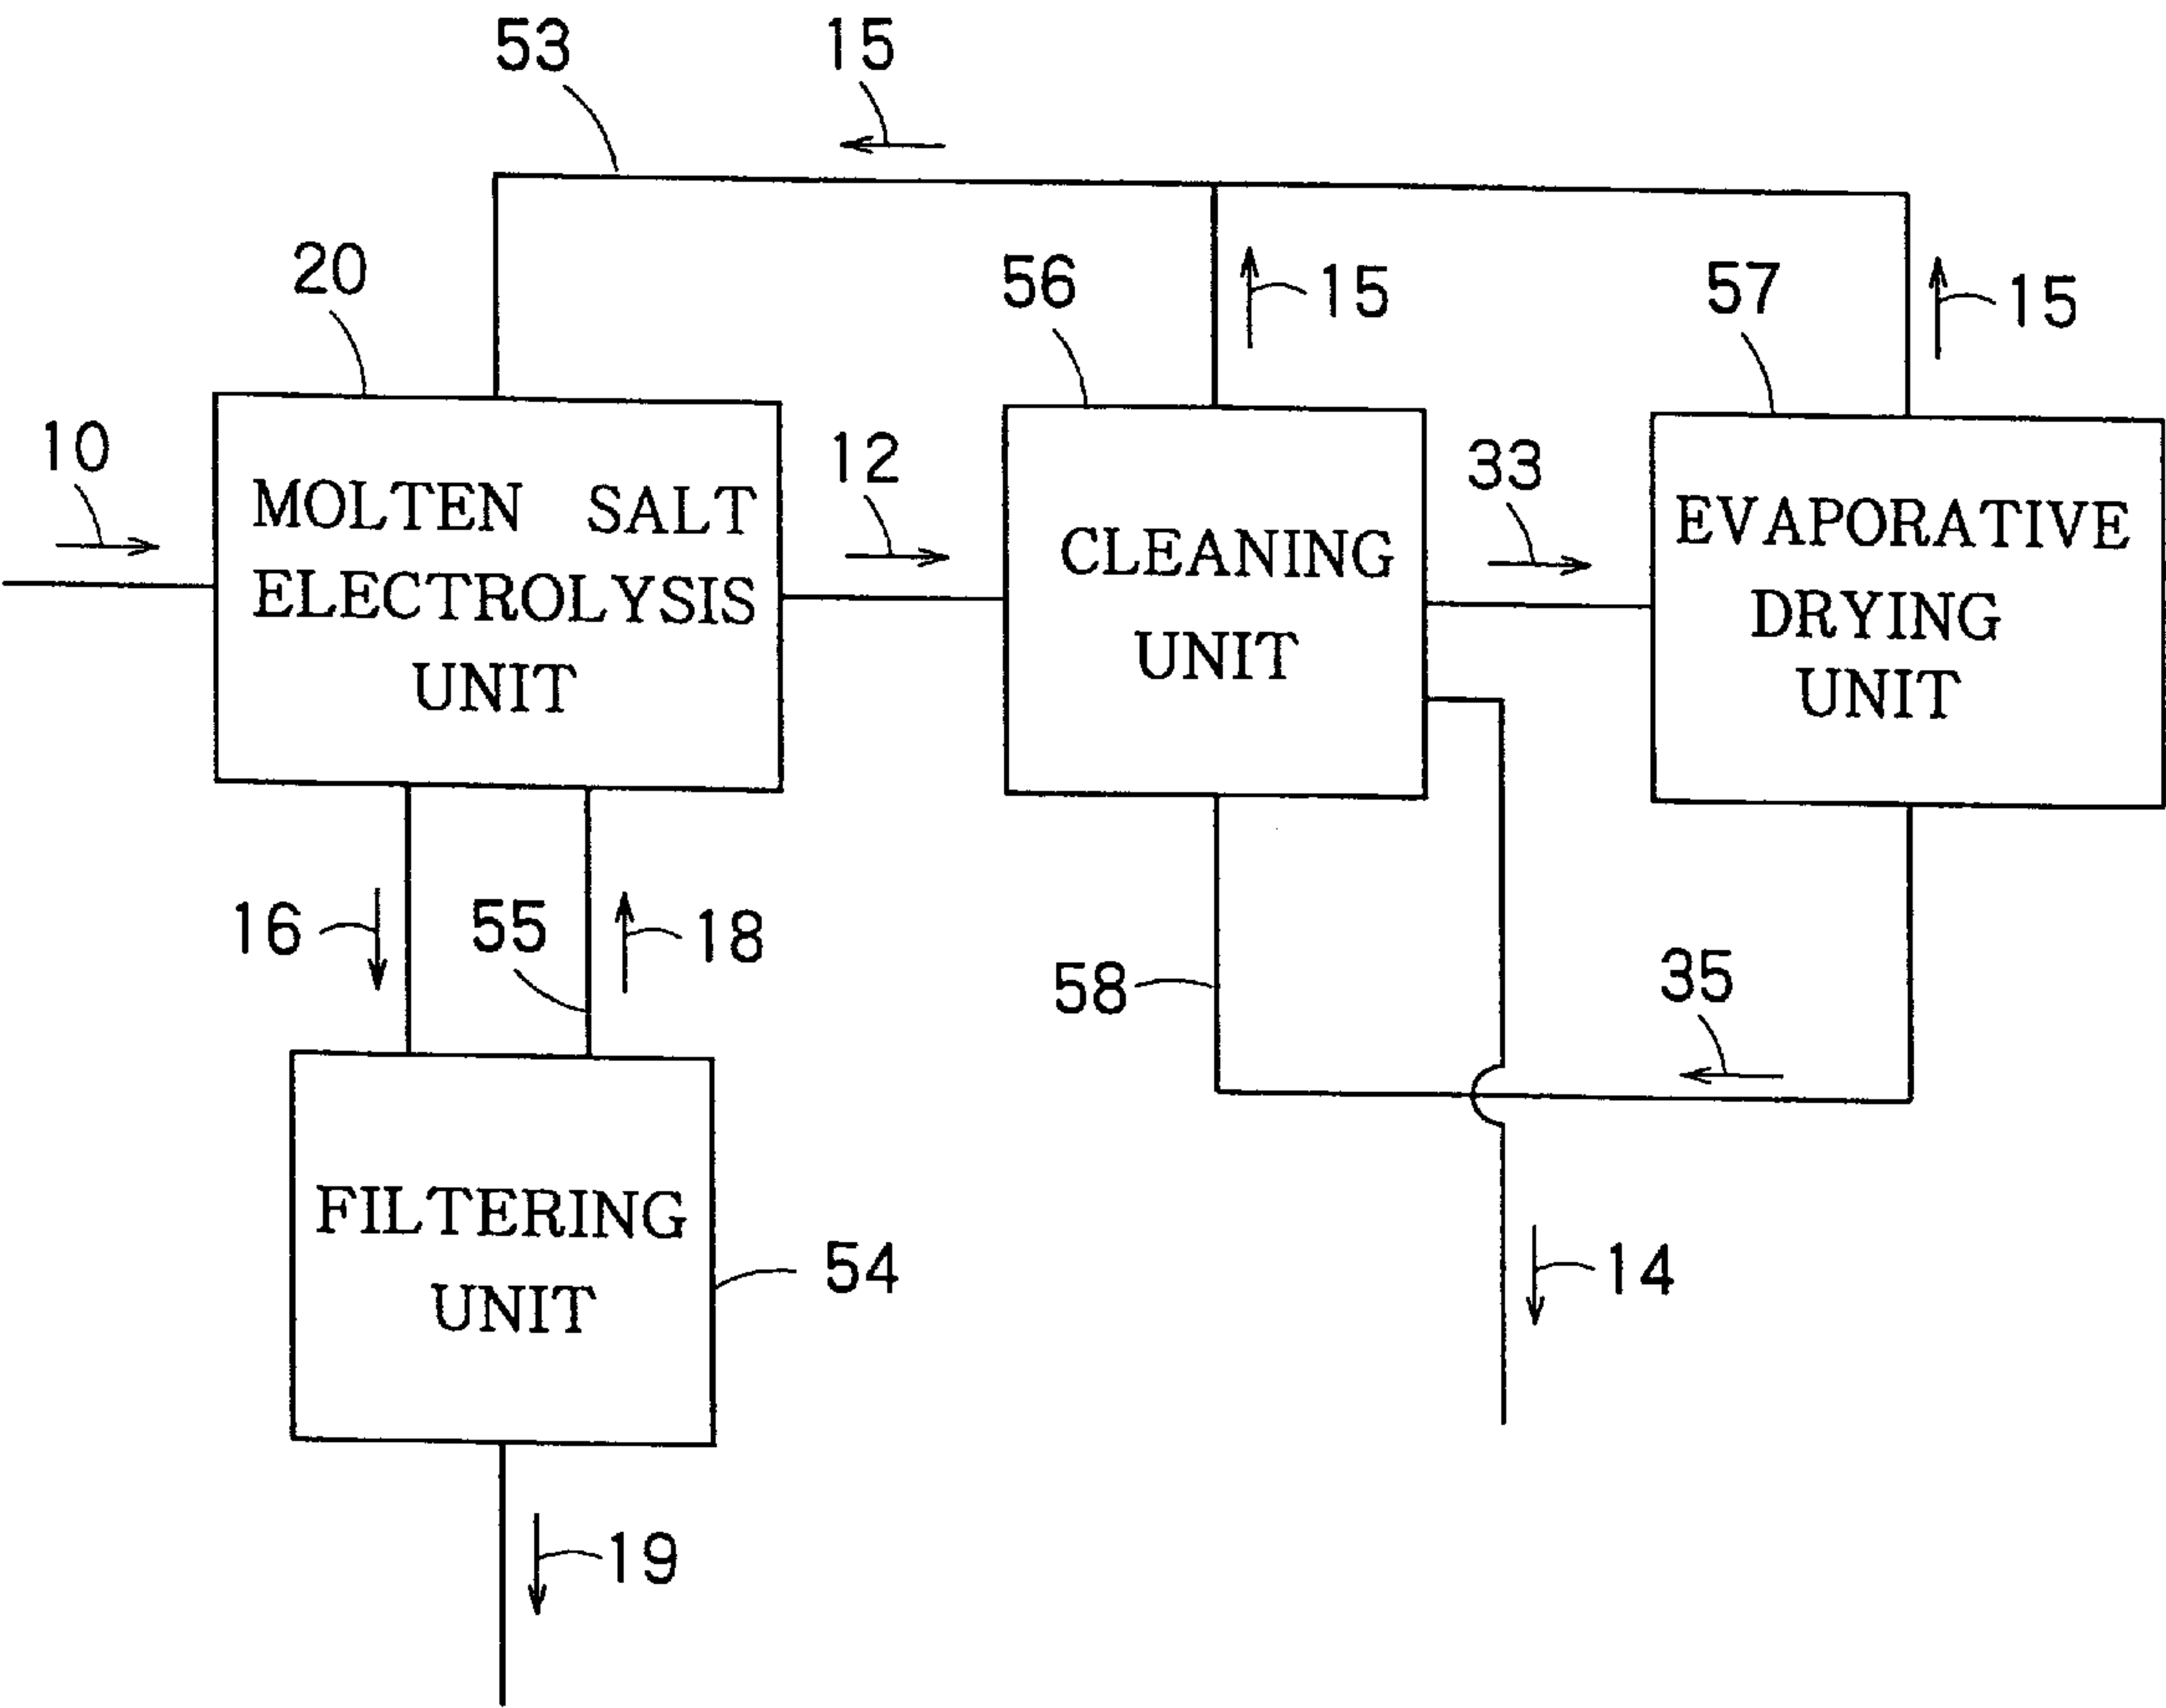 53
15
20
56
15
57
15
10
12
33
MOLTEN SALT
ELECTROLYSIS
UNIT
CLEANING
UNIT
EVAPORATIVE
DRYING
UNIT
16
55
18
58
35
FILTERING
UNIT
54
14
19